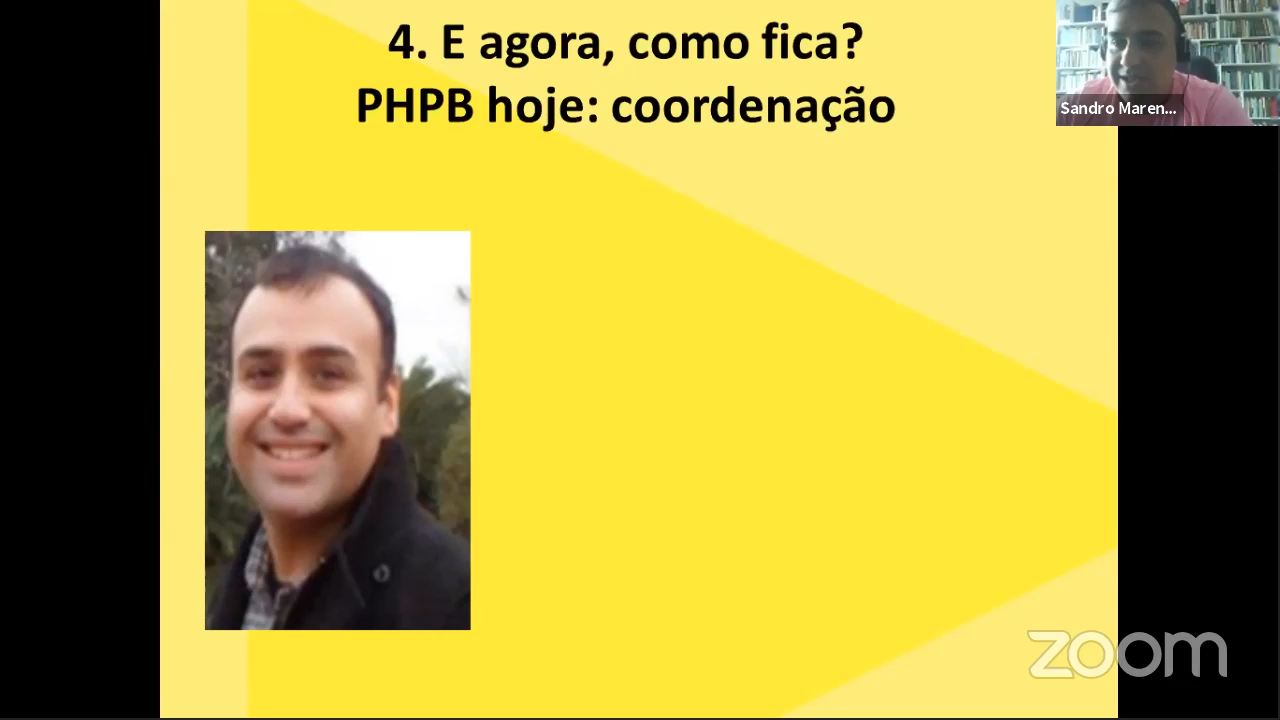 4. E agora, como fica?
PHPB hoje: coordenação
Sandro Maren...
zoom